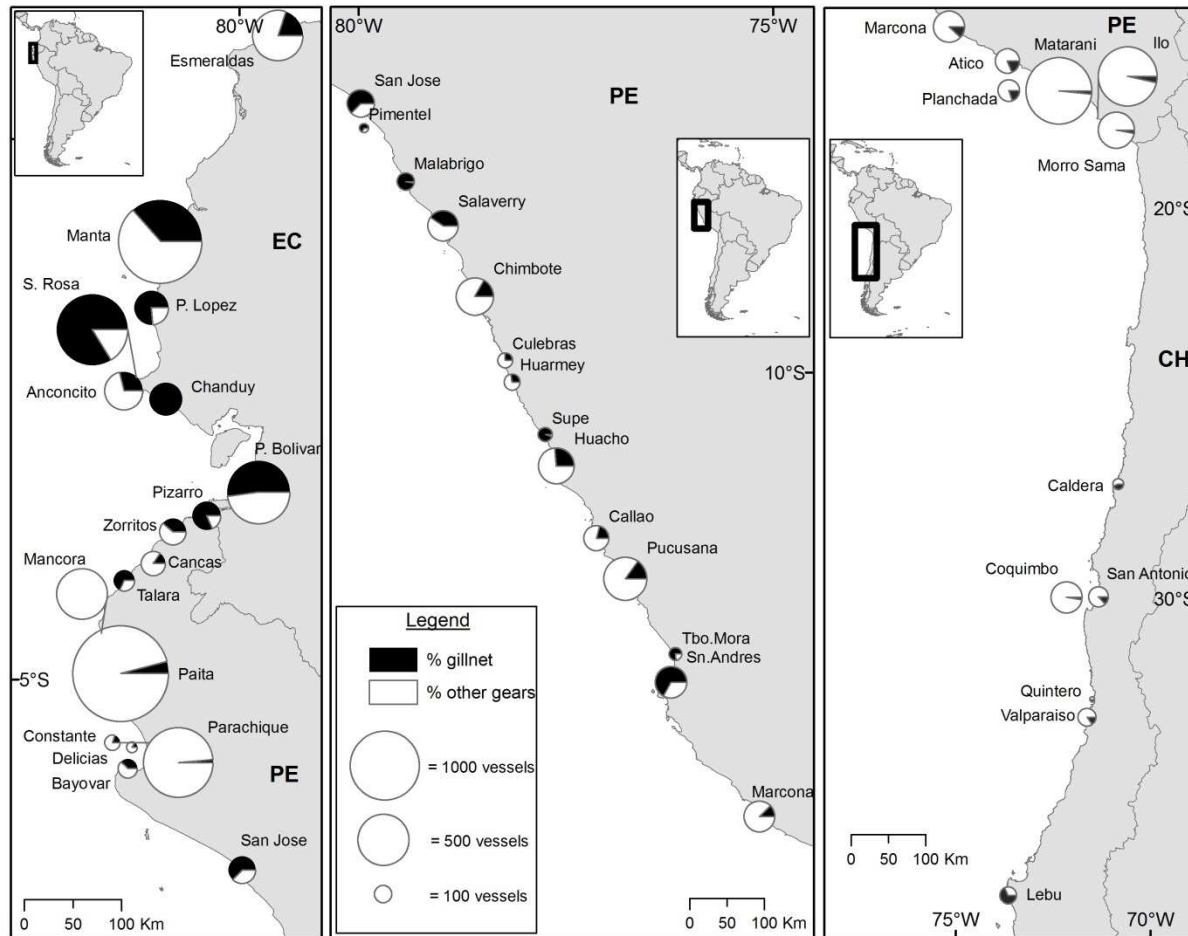 80°W
Esmeraldas
Manta
EC
S. Rosa
P. Lopez
Anconcito
Chanduy
P. Bolivar
Pizarro
Zorritos
Mancora
Cancas
Talara
Paita
5°S
Constante
Parachique
Delicias
Bayovar
PE
San Jose
0 50 100 Km
80°W
75°W
San Jose
PE
Pimentel
Malabrigo
Salaverry
Chimbote
Culebras
10°S
Huarmey
Supe
Huacho
Callao
Pucusana
Tbo.Mora
Sn.Andres
Marcona
Legend
% gillnet
% other gears
= 1000 vessels
= 500 vessels
= 100 vessels
0 50 100 Km
Marcona
PE
Ilo
Matarani
Atico
Planchada
Morro Sama
20°S
CH
Caldera
Coquimbo
San Antonio
30°S
Quintero
Valparaiso
0 50 100 Km
Lebu
75°W
70°W